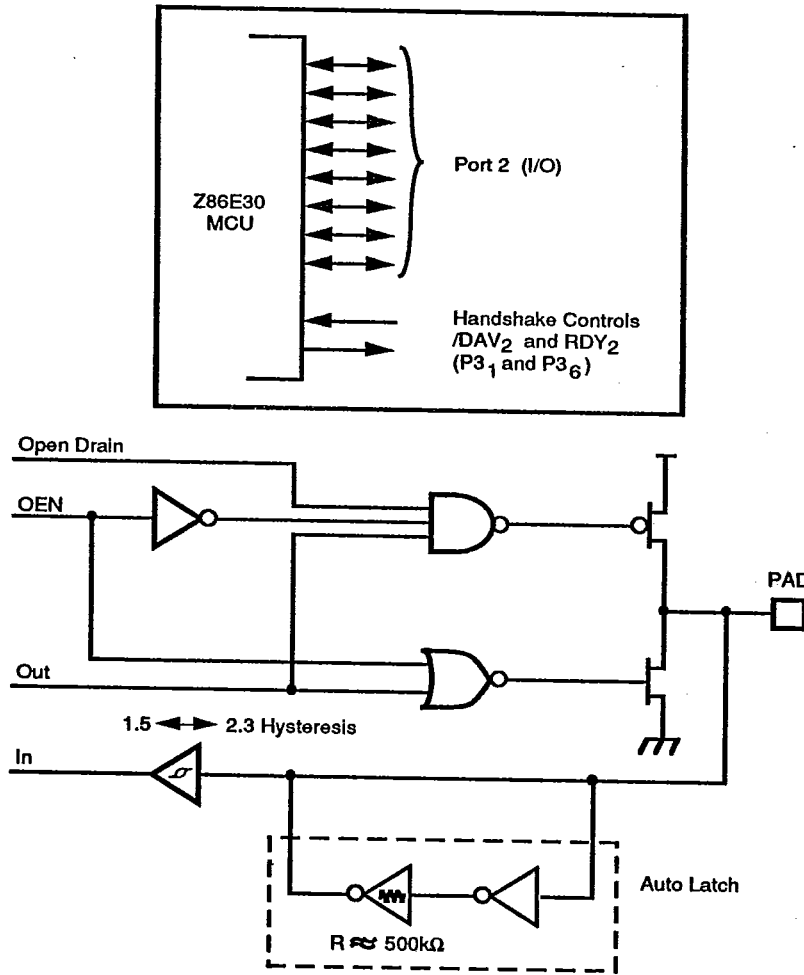 Z86E30
MCU
Port 2 (I/O)
Handshake Controls
/DAV2 and RDY2
(P31 and P36)
Open Drain
OEN
PAD
Out
1.5 2.3 Hysteresis
In
Auto Latch
R ≈ 500kΩ